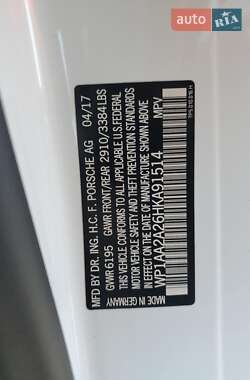 AUTO.RIA
MFD BY DR. ING. H.C. F. PORSCHE AG 04/17
GVWR 6195 GAWR FRONT/REAR 2910/3384LBS
THIS VEHICLE CONFORMS TO ALL APPLICABLE U.S. FEDERAL
MOTOR VEHICLE SAFETY AND THEFT PREVENTION STANDARDS
IN EFFECT ON THE DATE OF MANUFACTURE SHOWN ABOVE.
WP1AA2A26HKA91514 MPV
MADE IN GERMANY